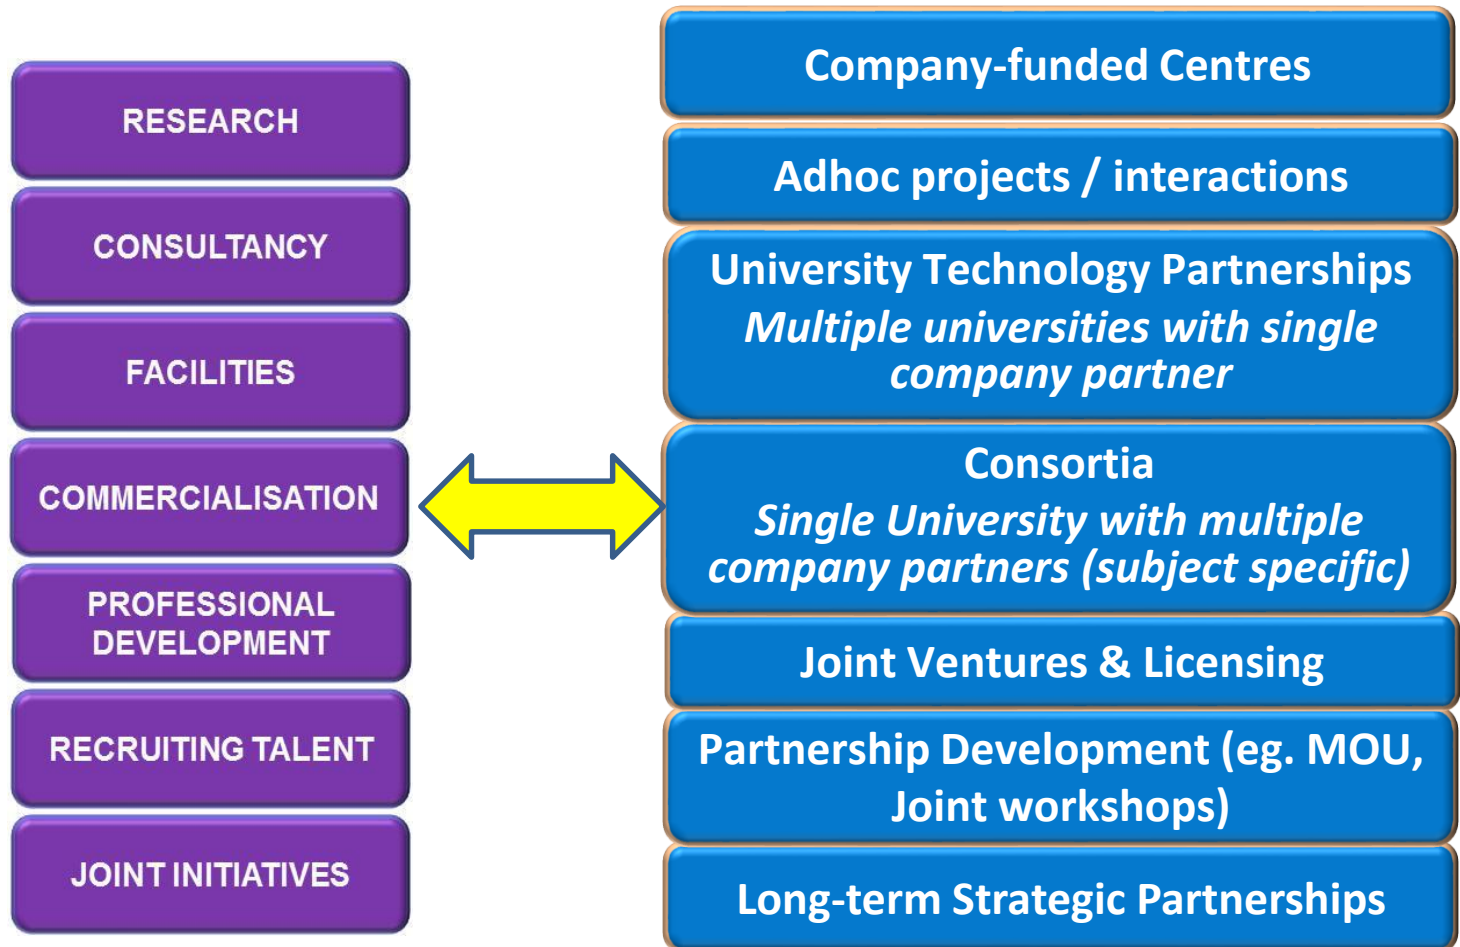 RESEARCH
CONSULTANCY
FACILITIES
COMMERCIALISATION
PROFESSIONAL
DEVELOPMENT
RECRUITING TALENT
JOINT INITIATIVES
Company-funded Centres
Adhoc projects / interactions
University Technology Partnerships
Multiple universities with single
company partner
Consortia
Single University with multiple
company partners (subject specific)
Joint Ventures & Licensing
Partnership Development (eg. MOU,
Joint workshops)
Long-term Strategic Partnerships